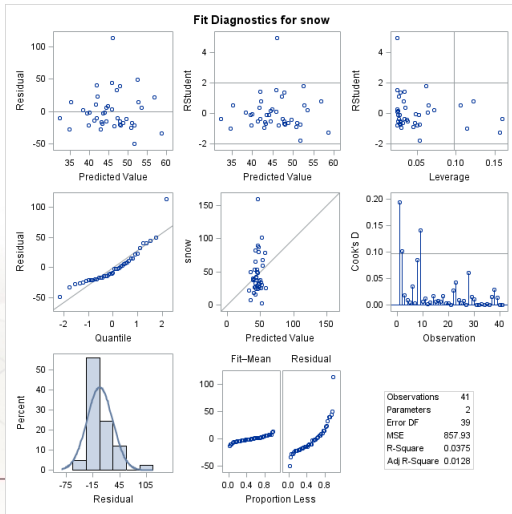 Fit Diagnostics for snow
100
50
0
-50
Residual
35 40 45 50 55 60
Predicted Value
4
2
0
-2
RStudent
35 40 45 50 55 60
Predicted Value
4
2
0
-2
RStudent
0.05 0.10 0.15
Leverage
100
50
0
-50
Residual
-2 -1 0 1 2
Quantile
150
100
50
0
snow
0 50 100 150
Predicted Value
0.20
0.15
0.10
0.05
0.00
Cook's D
0 10 20 30 40
Observation
50
40
30
20
10
0
Percent
-75 -15 45 105
Residual
Fit–Mean Residual
100
50
0
-50
0.0 0.4 0.8 0.0 0.4 0.8
Proportion Less
Observations 41
Parameters 2
Error DF 39
MSE 857.93
R-Square 0.0375
Adj R-Square 0.0128